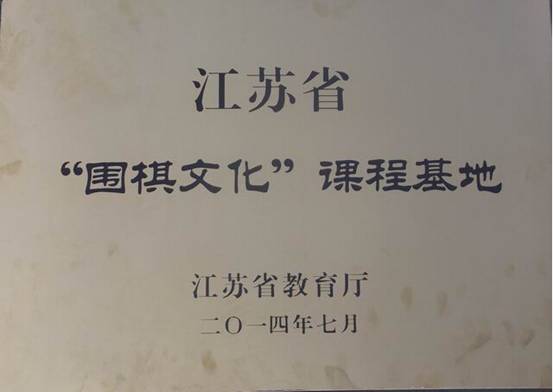 江苏省
“围棋文化”课程基地
江苏省教育厅
二〇一四年七月